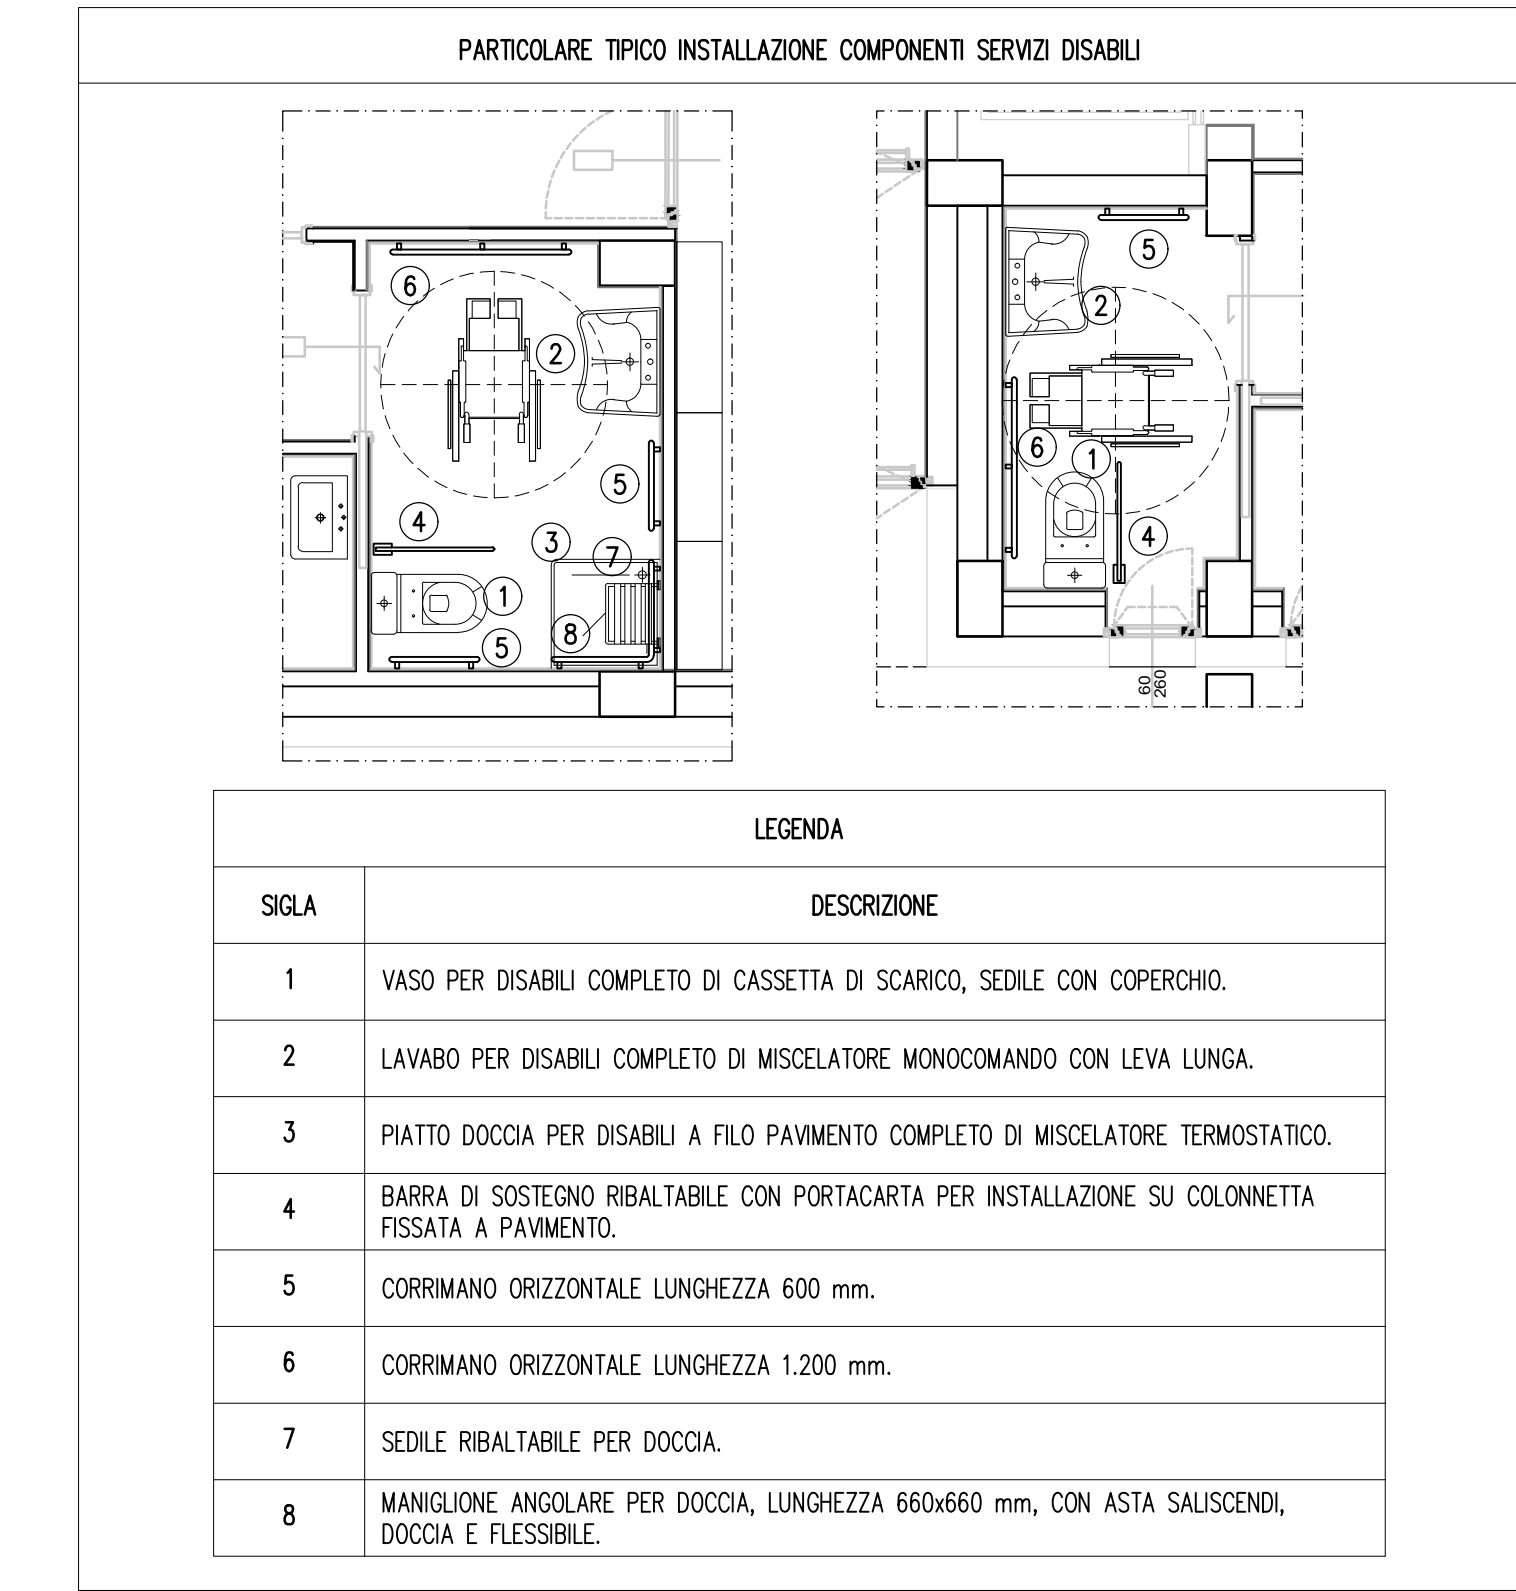 PARTICOLARE TIPICO INSTALLAZIONE COMPONENTI SERVIZI DISABILI
6
2
5
4
3
7
1
8
5
5
2
6
1
4
60
260
LEGENDA
SIGLA DESCRIZIONE
1 VASO PER DISABILI COMPLETO DI CASSETTA DI SCARICO, SEDILE CON COPERCHIO.
2 LAVABO PER DISABILI COMPLETO DI MISCELATORE MONOCOMANDO CON LEVA LUNGA.
3 PIATTO DOCCIA PER DISABILI A FILO PAVIMENTO COMPLETO DI MISCELATORE TERMOSTATICO.
4 BARRA DI SOSTEGNO RIBALTABILE CON PORTACARTA PER INSTALLAZIONE SU COLONNETTA
FISSATA A PAVIMENTO.
5 CORRIMANO ORIZZONTALE LUNGHEZZA 600 mm.
6 CORRIMANO ORIZZONTALE LUNGHEZZA 1.200 mm.
7 SEDILE RIBALTABILE PER DOCCIA.
8 MANIGLIONE ANGOLARE PER DOCCIA, LUNGHEZZA 660x660 mm, CON ASTA SALISCENDI,
DOCCIA E FLESSIBILE.